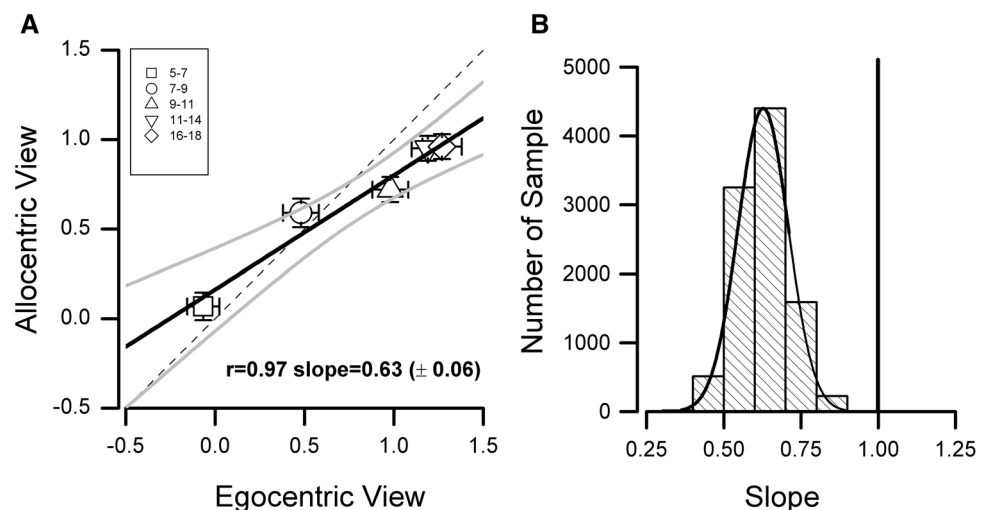 A
B
1.5
1.0
0.5
0.0
-0.5
Allocentric View
5-7
7-9
9-11
11-14
16-18
r=0.97 slope=0.63 (± 0.06)
-0.5 0.0 0.5 1.0 1.5
Egocentric View
5000
4000
3000
2000
1000
0
Number of Sample
0.25 0.50 0.75 1.00 1.25
Slope